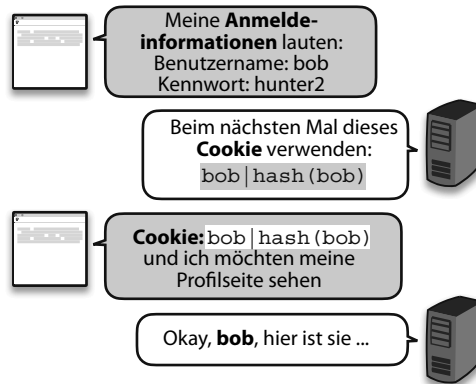 Meine Anmelde-
informationen lauten:
Benutzername: bob
Kennwort: hunter2
Beim nächsten Mal dieses
Cookie verwenden:
bob|hash(bob)
Cookie: bob|hash(bob)
und ich möchten meine
Profilseite sehen
Okay, bob, hier ist sie ...